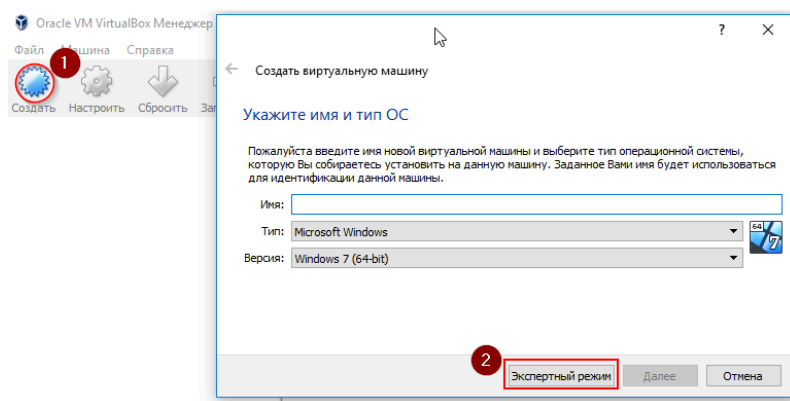 Oracle VM VirtualBox Менеджер
Файл Машина Справка
1
Создать Настроить Сбросить
? ×
Создать виртуальную машину
Укажите имя и тип ОС
Пожалуйста введите имя новой виртуальной машины и выберите тип операционной системы,
которую Вы собираетесь установить на данную машину. Заданное Вами имя будет использоваться
для идентификации данной машины.
Имя:
Тип: Microsoft Windows
64
7
Версия: Windows 7 (64-bit)
2
Экспертный режим Далее Отмена